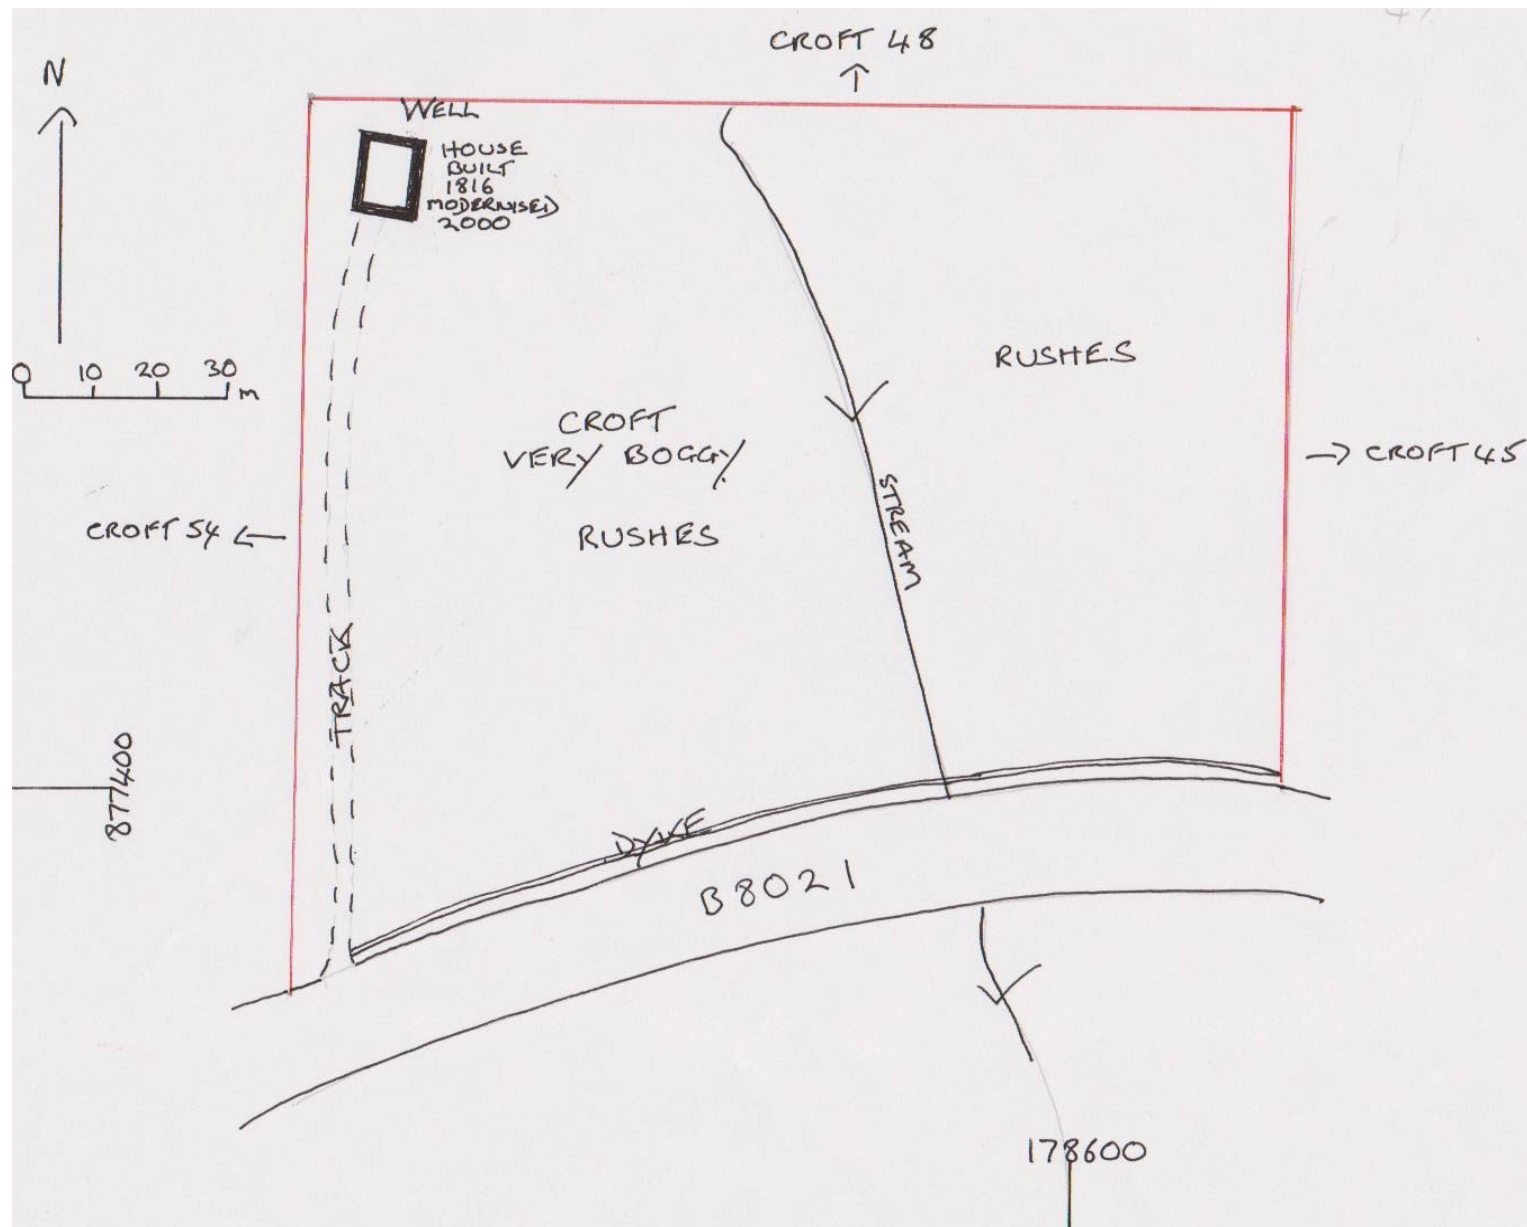 CROFT 48
N
WELL
HOUSE
BUILT
1816
MODERNISED
2000
0 10 20 30
m
RUSHES
CROFT
VERY BOGGY
→ CROFT 45
STREAM
CROFT 54 ←
RUSHES
TRACK
877400
DYKE
B8021
178600